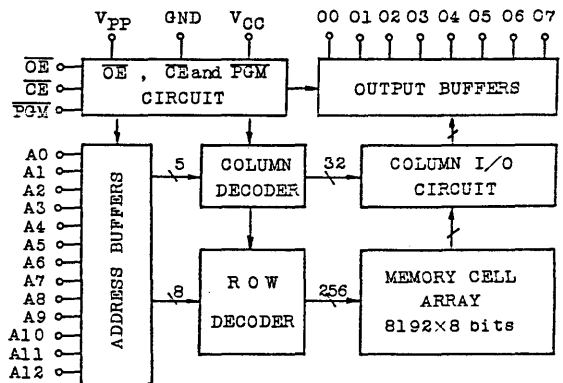 VPP GND VCC O0 O1 O2 O3 O4 O5 O6 O7
OE
CE
PGM
OE , CE and PGM
CIRCUIT
OUTPUT BUFFERS
A0
A1
A2
A3
A4
A5
A6
A7
A8
A9
A10
A11
A12
ADDRESS BUFFERS
5
COLUMN
DECODER
32
COLUMN I/O
CIRCUIT
8
ROW
DECODER
256
MEMORY CELL
ARRAY
8192×8 bits